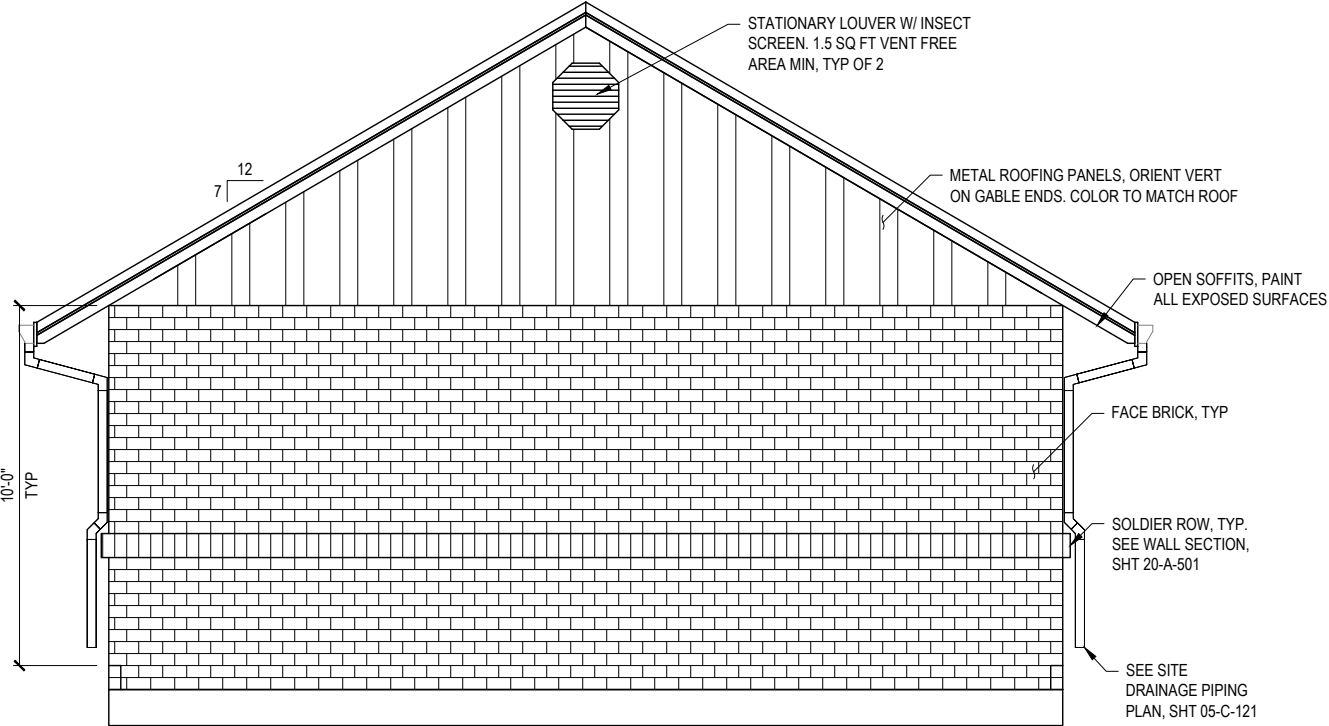 STATIONARY LOUVER W/ INSECT
SCREEN. 1.5 SQ FT VENT FREE
AREA MIN, TYP OF 2
12
7
METAL ROOFING PANELS, ORIENT VERT
ON GABLE ENDS. COLOR TO MATCH ROOF
OPEN SOFFITS, PAINT
ALL EXPOSED SURFACES
FACE BRICK, TYP
10'-0"
TYP
SOLDIER ROW, TYP.
SEE WALL SECTION,
SHT 20-A-501
SEE SITE
DRAINAGE PIPING
PLAN, SHT 05-C-121